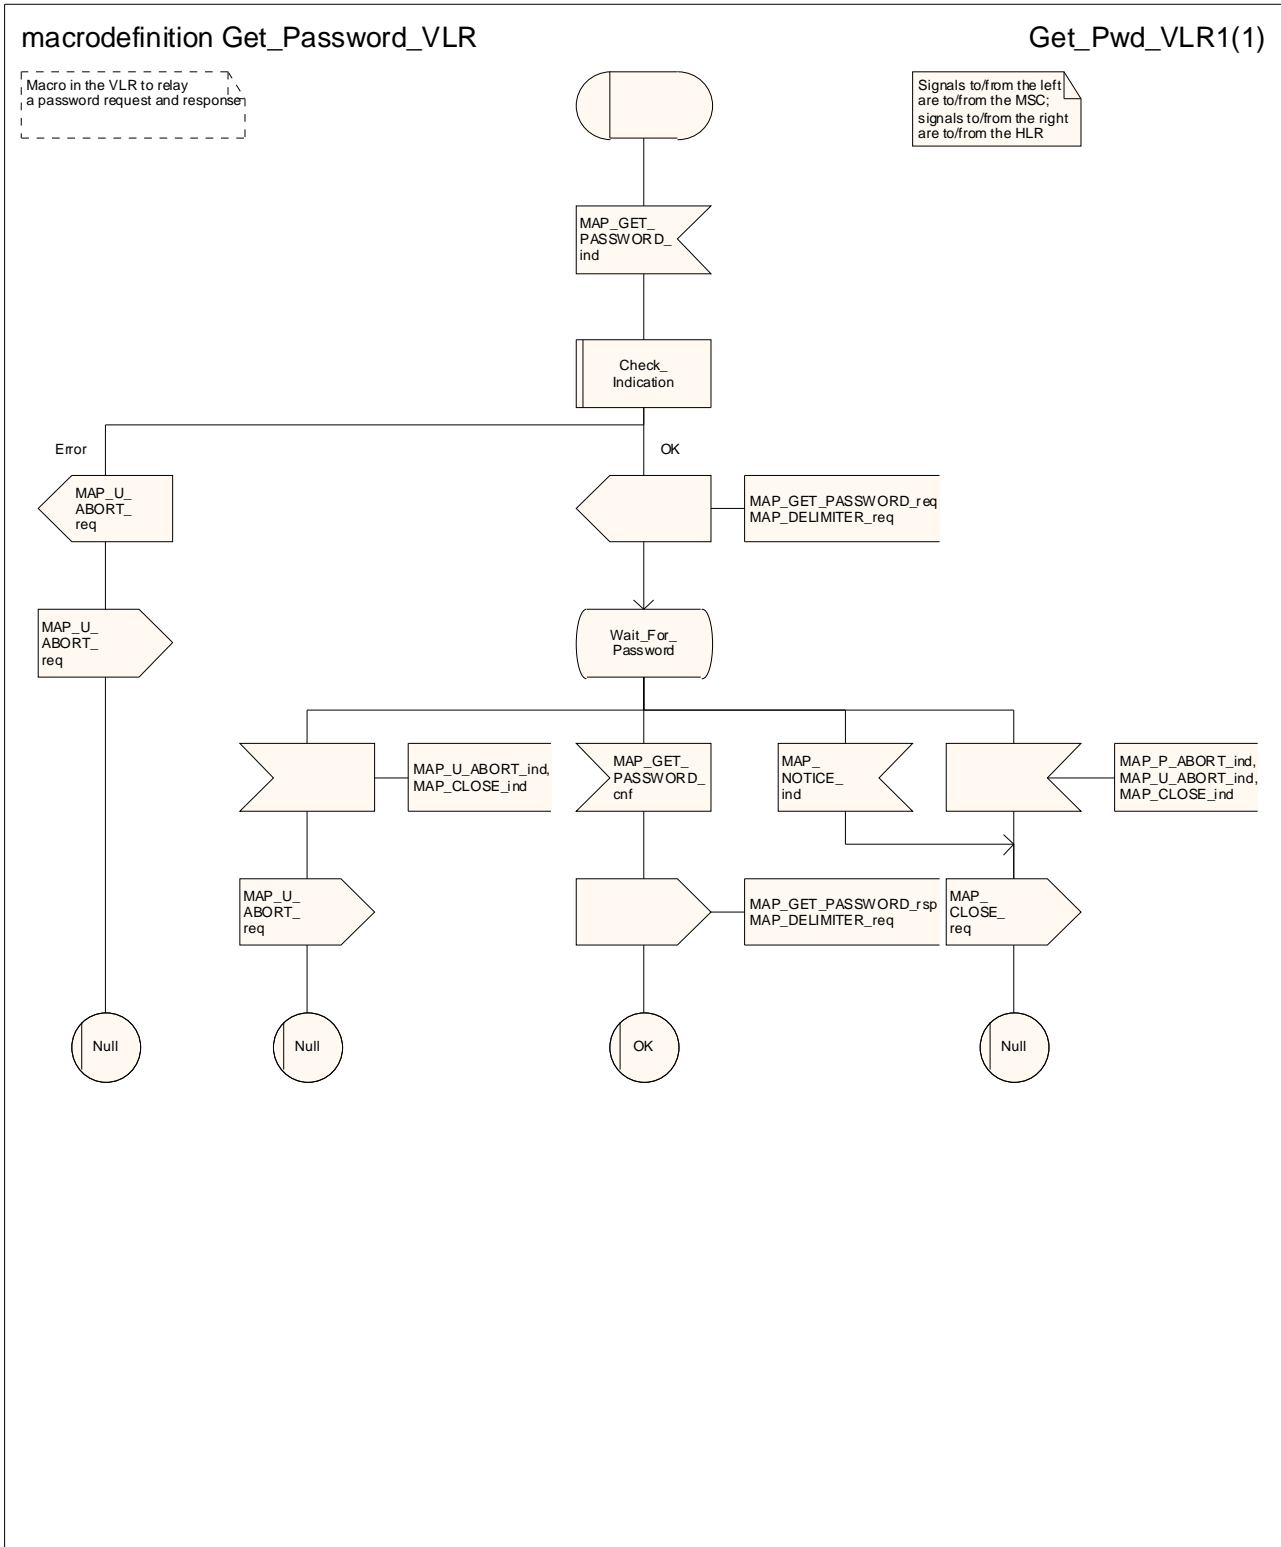 macrodefinition Get_Password_VLR
Get_Pwd_VLR1(1)
Macro in the VLR to relay
a password request and response
Signals to/from the left
are to/from the MSC;
signals to/from the right
are to/from the HLR
MAP_GET_
PASSWORD_
ind
Check_
Indication
Error
OK
MAP_U_
ABORT_
req
MAP_GET_PASSWORD_req
MAP_DELIMITER_req
MAP_U_
ABORT_
req
Wait_For_
Password
MAP_U_ABORT_ind,
MAP_CLOSE_ind
MAP_GET_
PASSWORD_
cnf
MAP_
NOTICE_
ind
MAP_P_ABORT_ind,
MAP_U_ABORT_ind,
MAP_CLOSE_ind
MAP_U_
ABORT_
req
MAP_GET_PASSWORD_rsp
MAP_DELIMITER_req
MAP_
CLOSE_
req
Null
Null
OK
Null